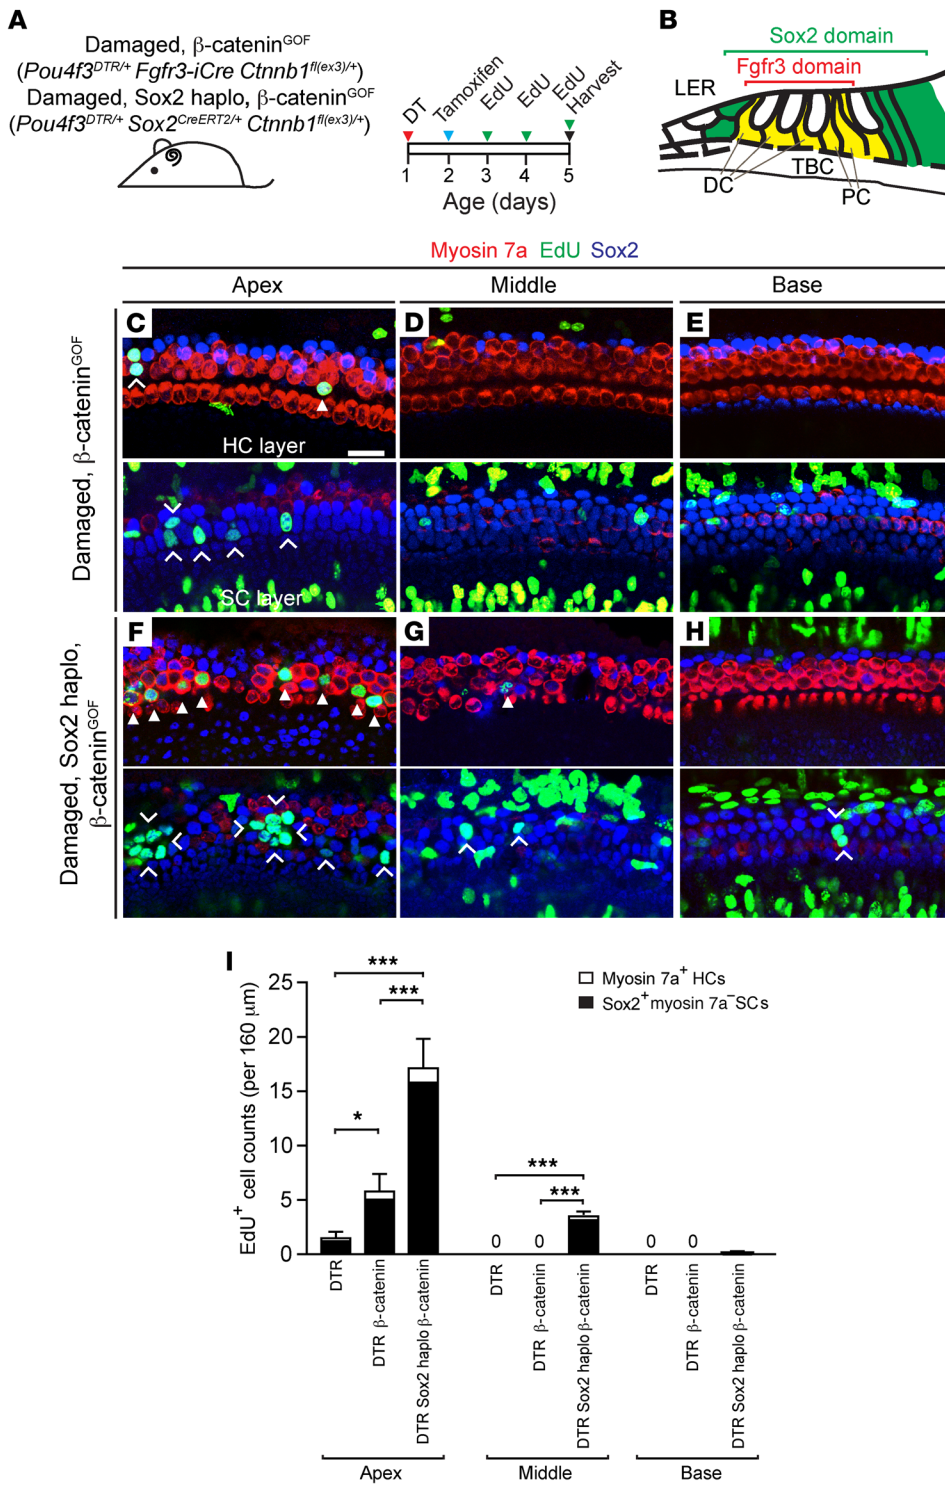 A
Damaged, β-catenin^GOF
(Pou4f3^DTR/+ Fgfr3-iCre Ctnnb1^fl(ex3)/+)
Damaged, Sox2 haplo, β-catenin^GOF
(Pou4f3^DTR/+ Sox2^CreERT2/+ Ctnnb1^fl(ex3)/+)
DT
Tamoxifen
EdU
EdU
EdU
Harvest
1 2 3 4 5
Age (days)
B
Sox2 domain
Fgfr3 domain
LER
DC
TBC
PC
Myosin 7a EdU Sox2
Apex Middle Base
Damaged, β-catenin^GOF
C
D
E
HC layer
SC layer
Damaged, Sox2 haplo,
β-catenin^GOF
F
G
H
I
EdU⁺ cell counts (per 160 μm)
25
20
15
10
5
0
***
***
*
***
***
0 0
0 0
Myosin 7a⁺ HCs
Sox2⁺ myosin 7a⁻ SCs
DTR
DTR β-catenin
DTR Sox2 haplo β-catenin
DTR
DTR β-catenin
DTR Sox2 haplo β-catenin
DTR
DTR β-catenin
DTR Sox2 haplo β-catenin
Apex Middle Base